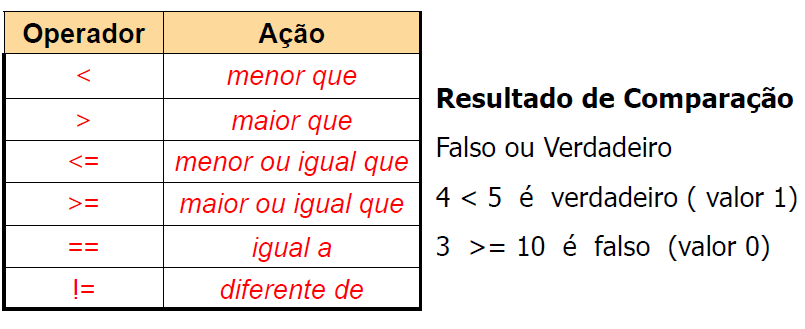 Operador Ação
< menor que
> maior que
<= menor ou igual que
>= maior ou igual que
== igual a
!= diferente de
Resultado de Comparação
Falso ou Verdadeiro
4 < 5 é verdadeiro ( valor 1)
3 >= 10 é falso (valor 0)